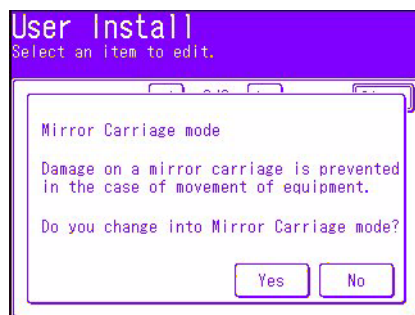 User Install
Select an item to edit.
Mirror Carriage mode
Damage on a mirror carriage is prevented
in the case of movement of equipment.
Do you change into Mirror Carriage mode?
Yes
No